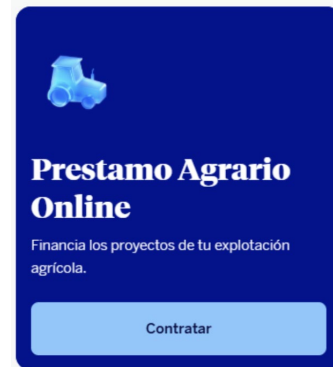 Prestamo Agrario
Online
Financia los proyectos de tu explotación
agrícola.
Contratar